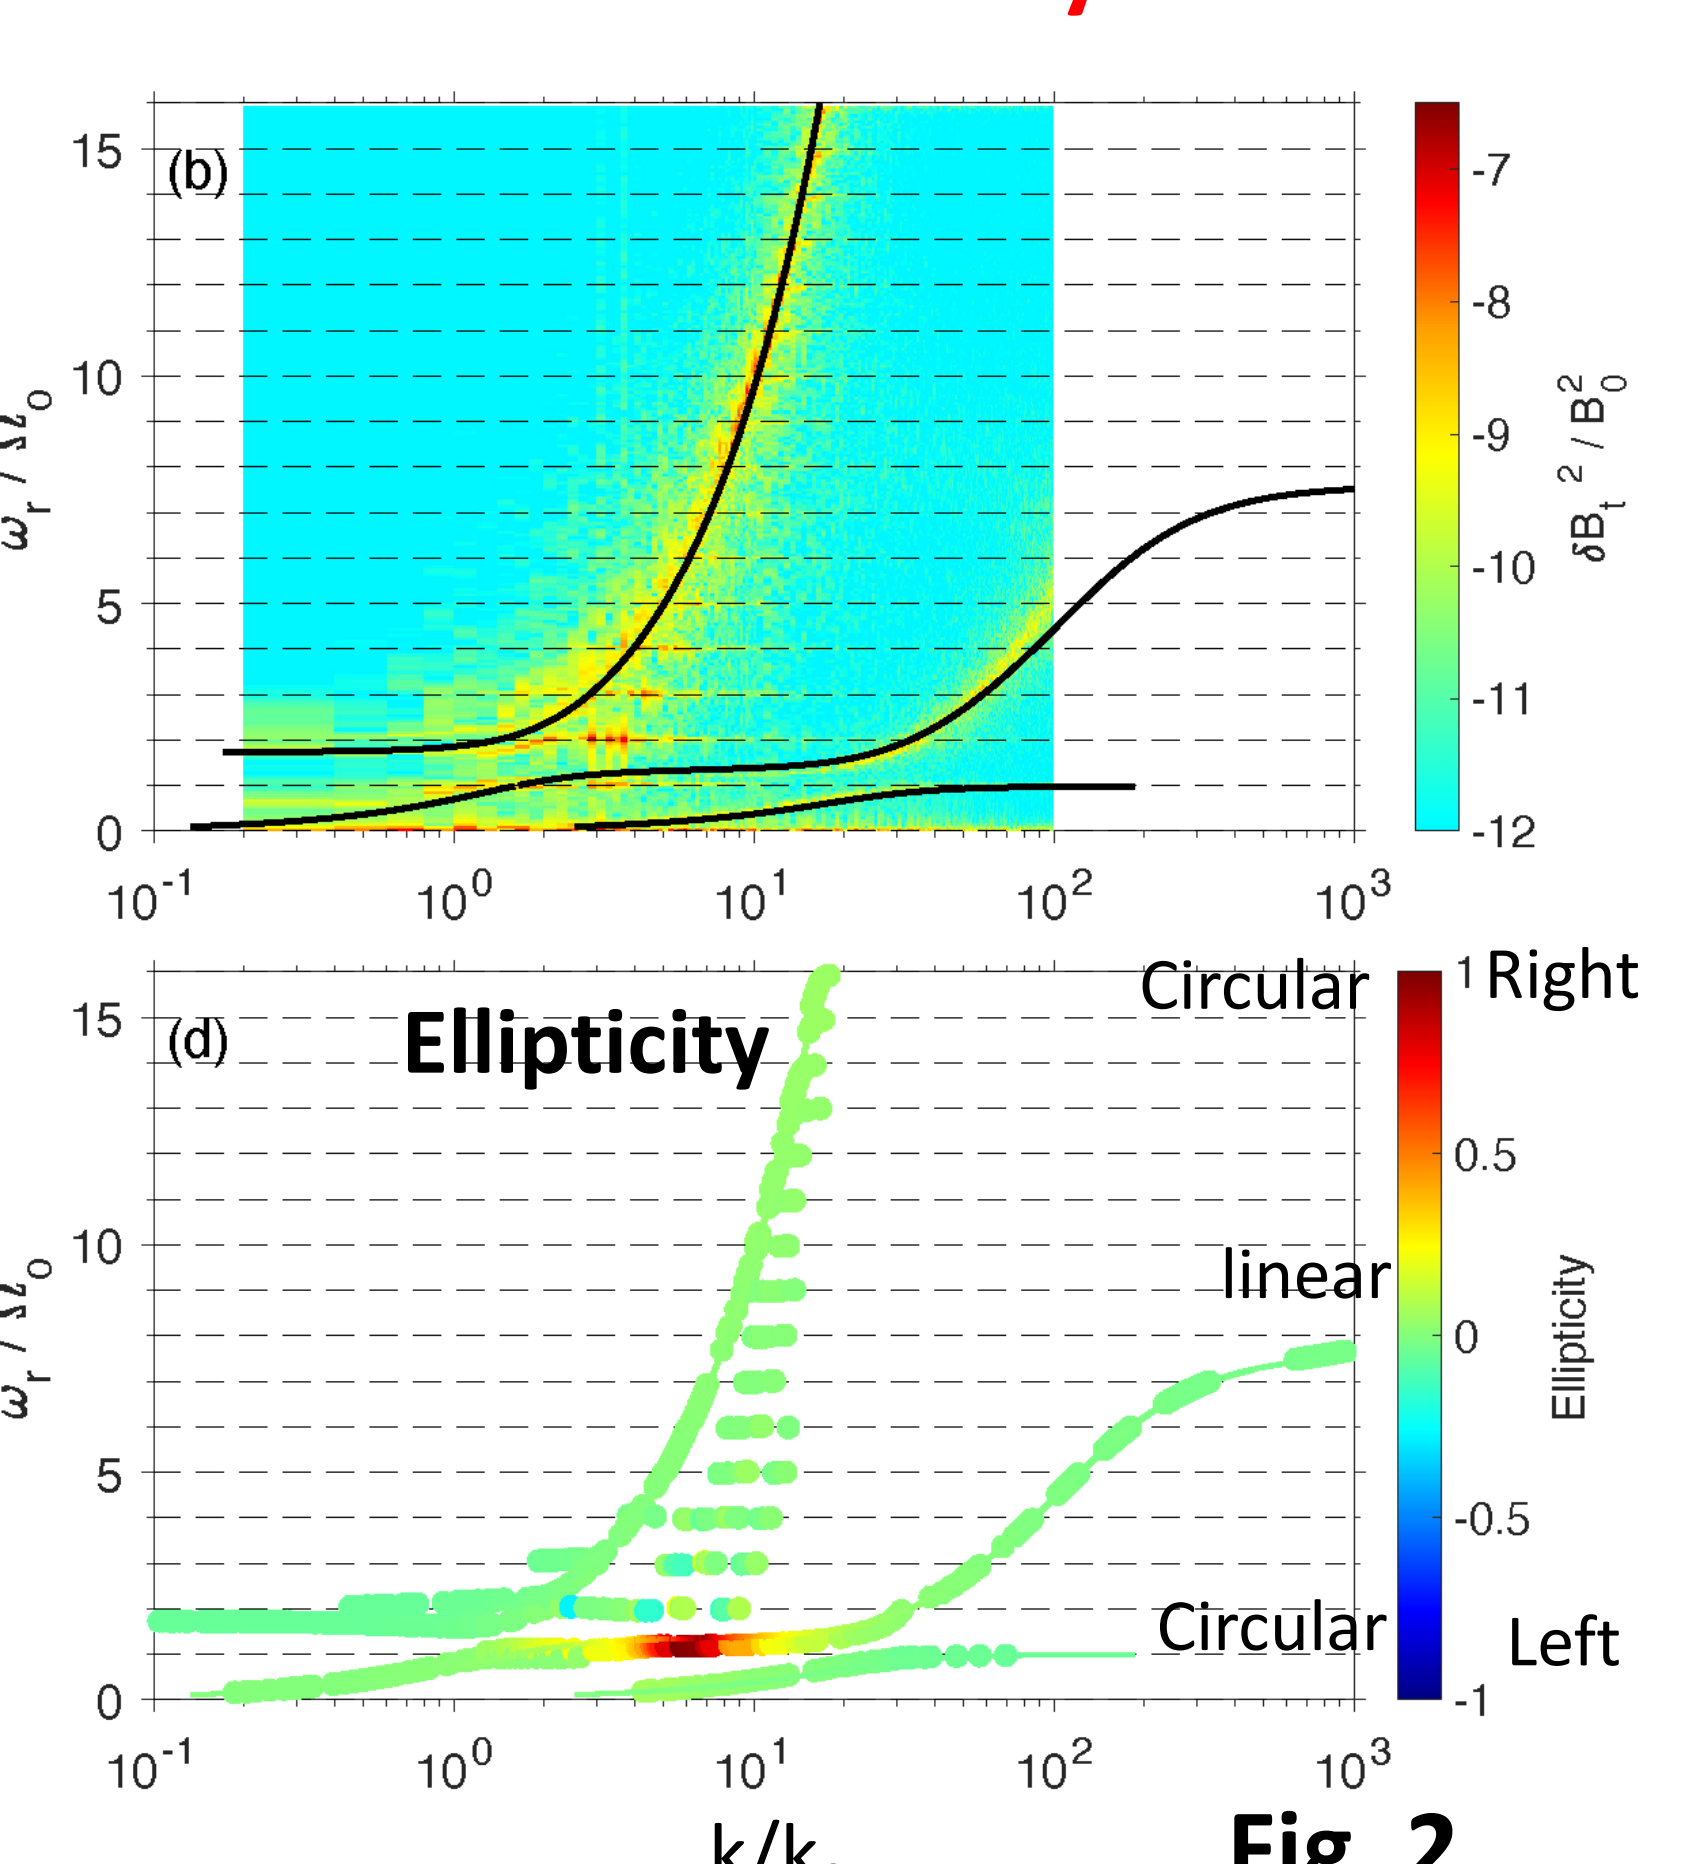 (b)
15
10
5
0
ω_r / Ω_o
10^-1 10^0 10^1 10^2 10^3
-7
-8
-9
-10
-11
-12
δB_t ^2 / B_0^2
(d)
Ellipticity
15
10
5
0
ω_r / Ω_o
10^-1 10^0 10^1 10^2 10^3
Circular
1 Right
0.5
linear
0
-0.5
Circular
Left
-1
Ellipticity
k/k
Fig. 2